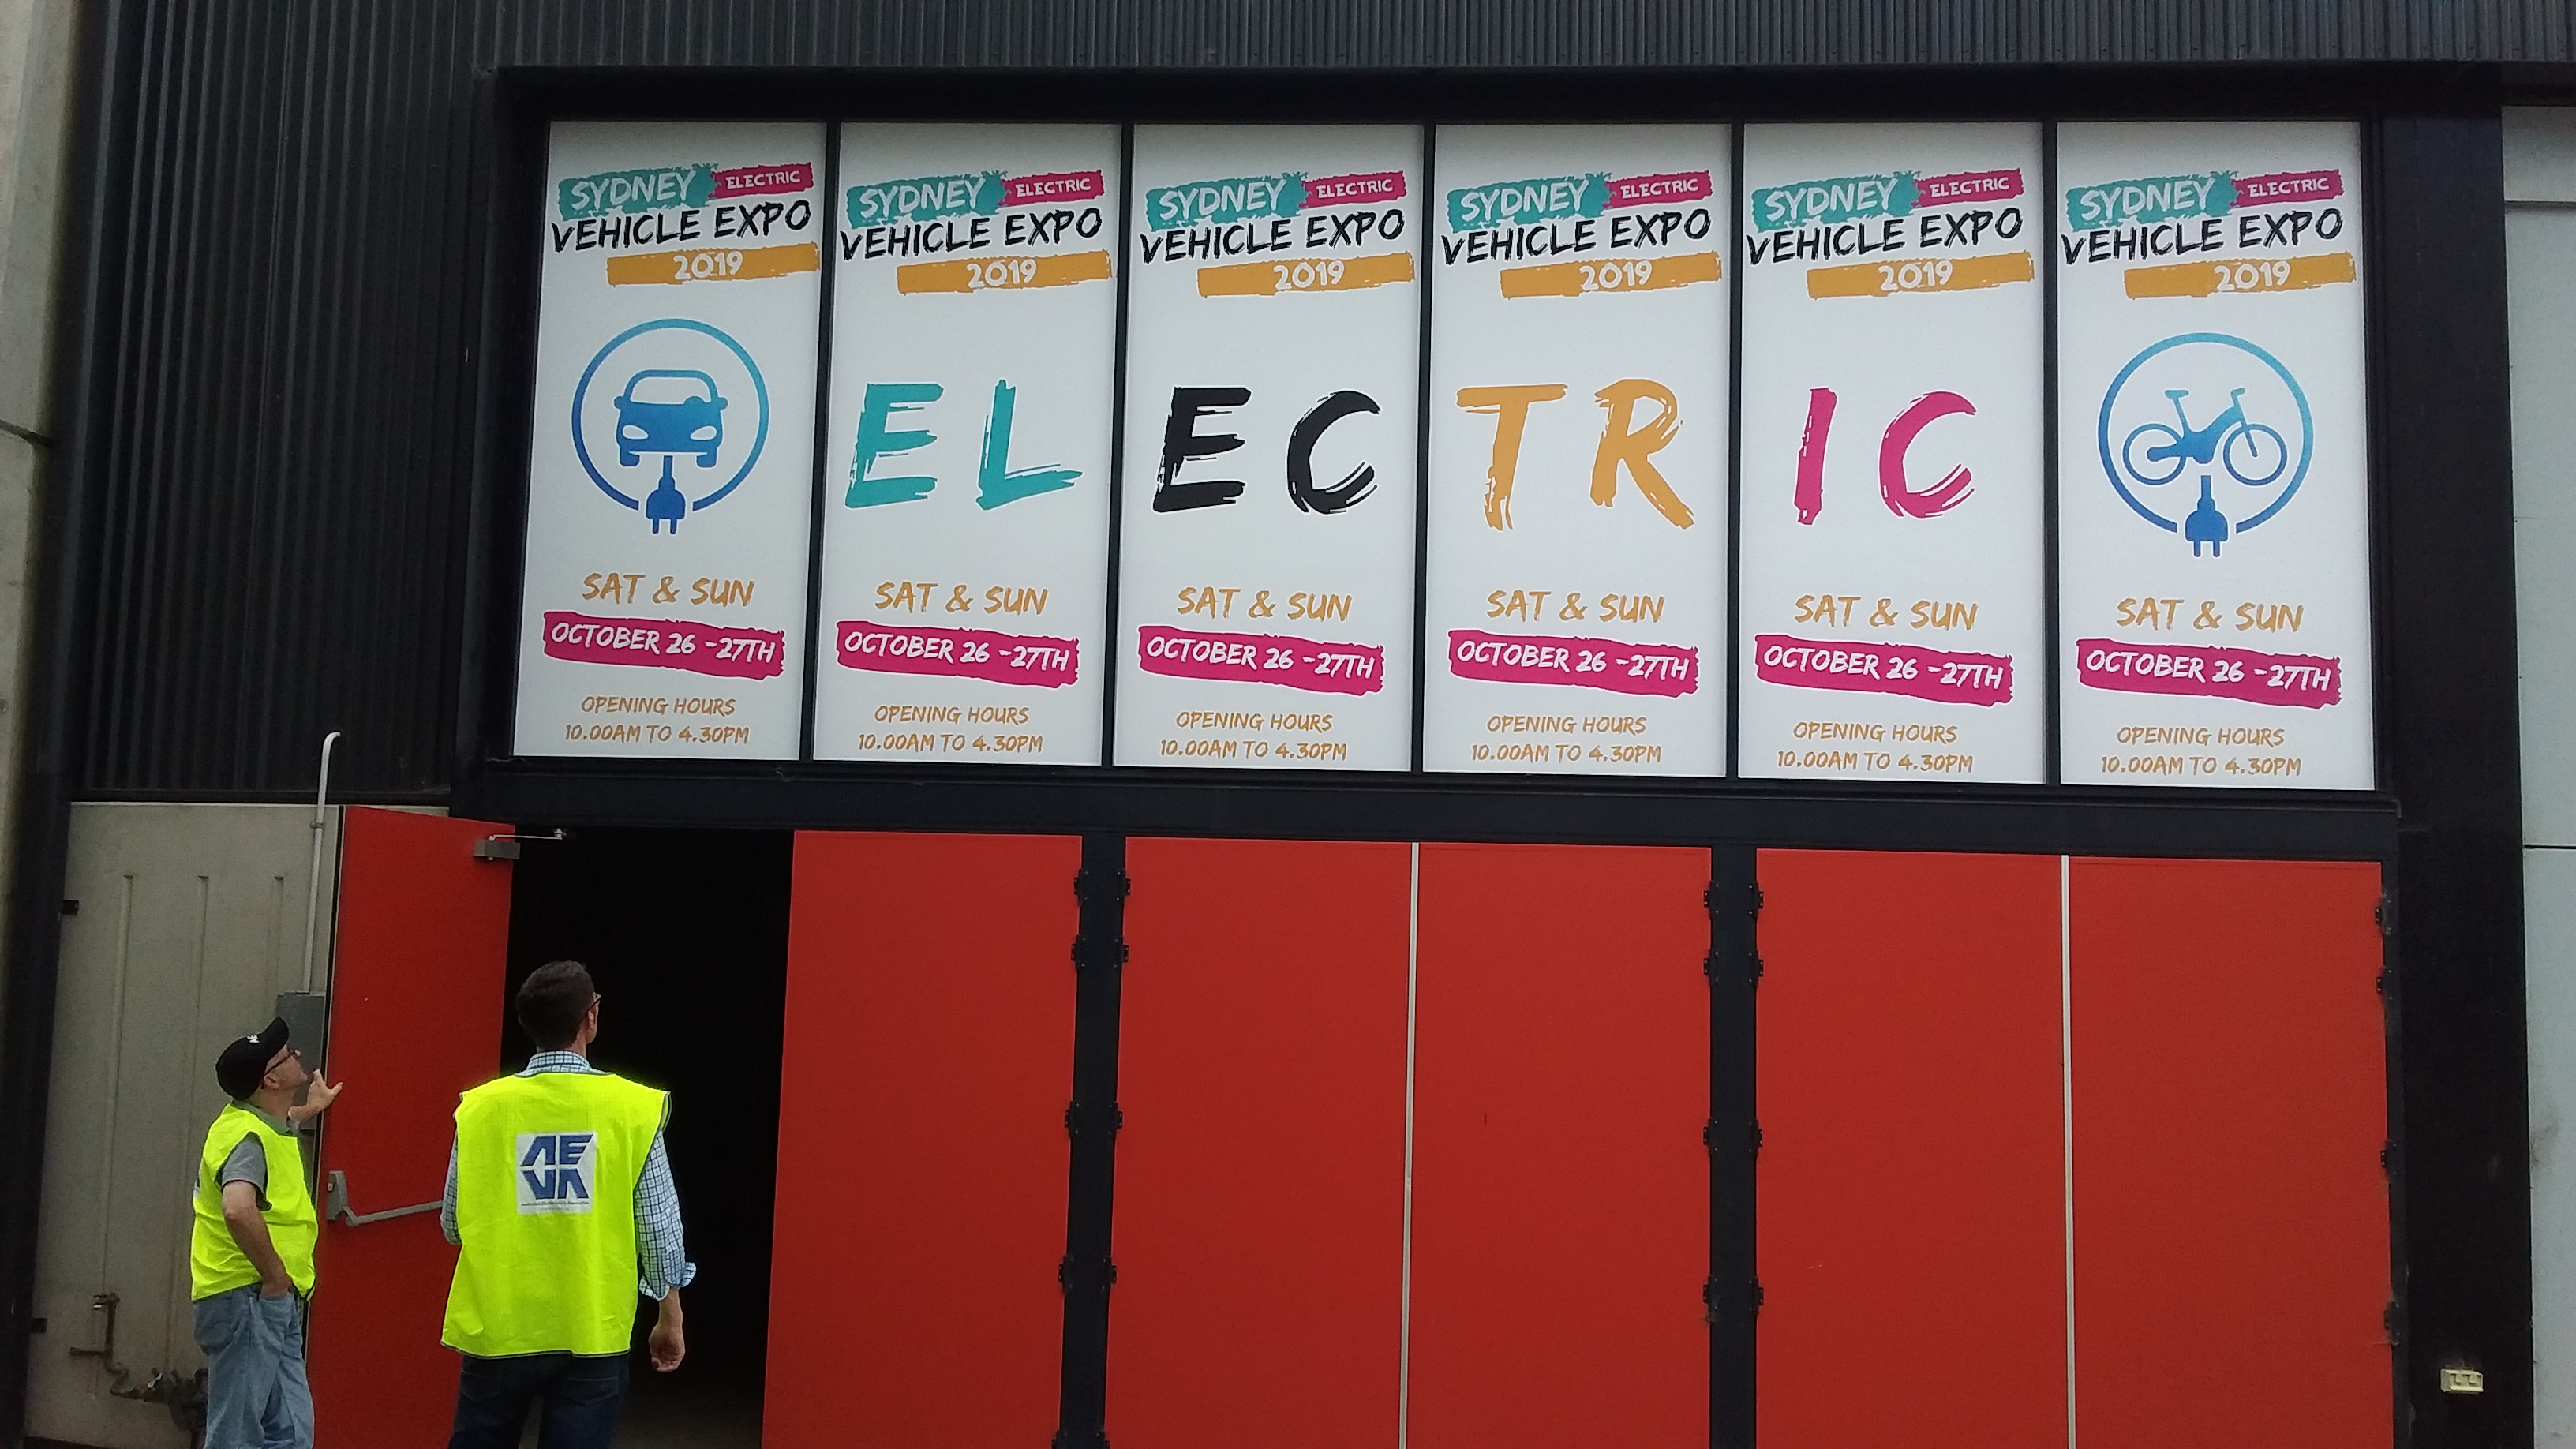 SYDNEY ELECTRIC
VEHICLE EXPO
2019
SAT & SUN
OCTOBER 26 -27TH
OPENING HOURS
10.00AM TO 4.30PM
SYDNEY ELECTRIC
VEHICLE EXPO
2019
EL
SAT & SUN
OCTOBER 26 -27TH
OPENING HOURS
10.00AM TO 4.30PM
SYDNEY ELECTRIC
VEHICLE EXPO
2019
EC
SAT & SUN
OCTOBER 26 -27TH
OPENING HOURS
10.00AM TO 4.30PM
SYDNEY ELECTRIC
VEHICLE EXPO
2019
TR
SAT & SUN
OCTOBER 26 -27TH
OPENING HOURS
10.00AM TO 4.30PM
SYDNEY ELECTRIC
VEHICLE EXPO
2019
IC
SAT & SUN
OCTOBER 26 -27TH
OPENING HOURS
10.00AM TO 4.30PM
SYDNEY ELECTRIC
VEHICLE EXPO
2019
SAT & SUN
OCTOBER 26 -27TH
OPENING HOURS
10.00AM TO 4.30PM
AE
VA